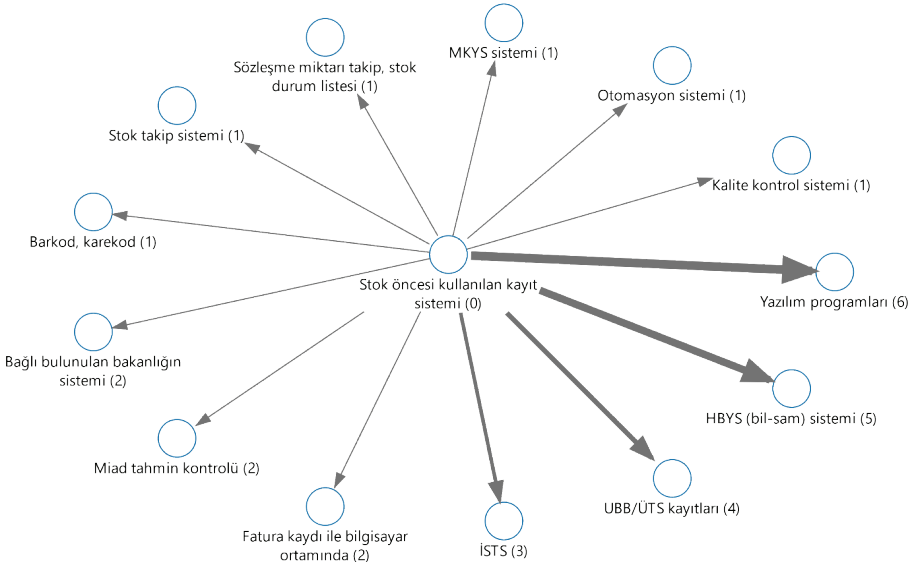 MKYS sistemi (1)
Sözleşme miktarı takip, stok
durum listesi (1)
Otomasyon sistemi (1)
Stok takip sistemi (1)
Kalite kontrol sistemi (1)
Barkod, karekod (1)
Stok öncesi kullanılan kayıt
sistemi (0)
Yazılım programları (6)
Bağlı bulunulan bakanlığın
sistemi (2)
HBYS (bil-sam) sistemi (5)
Miad tahmin kontrolü (2)
UBB/ÜTS kayıtları (4)
Fatura kaydı ile bilgisayar
ortamında (2)
İSTS (3)